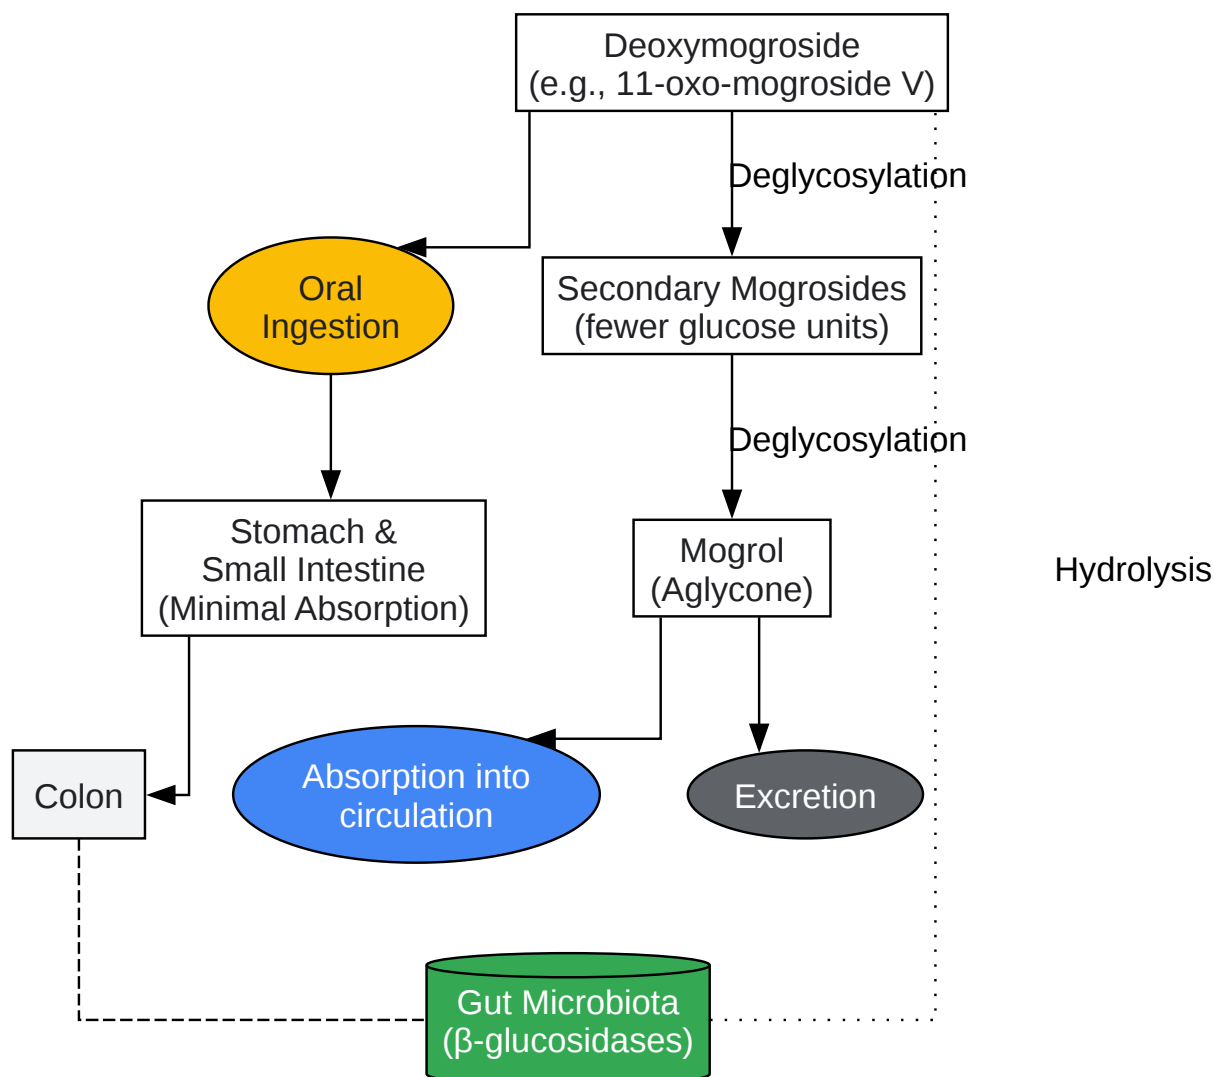 Deoxymogroside
(e.g., 11-oxo-mogroside V)
Deglycosylation
Oral
Ingestion
Secondary Mogrosides
(fewer glucose units)
Deglycosylation
Stomach &
Small Intestine
(Minimal Absorption)
Mogrol
(Aglycone)
Hydrolysis
Colon
Absorption into
circulation
Excretion
Gut Microbiota
(β-glucosidases)